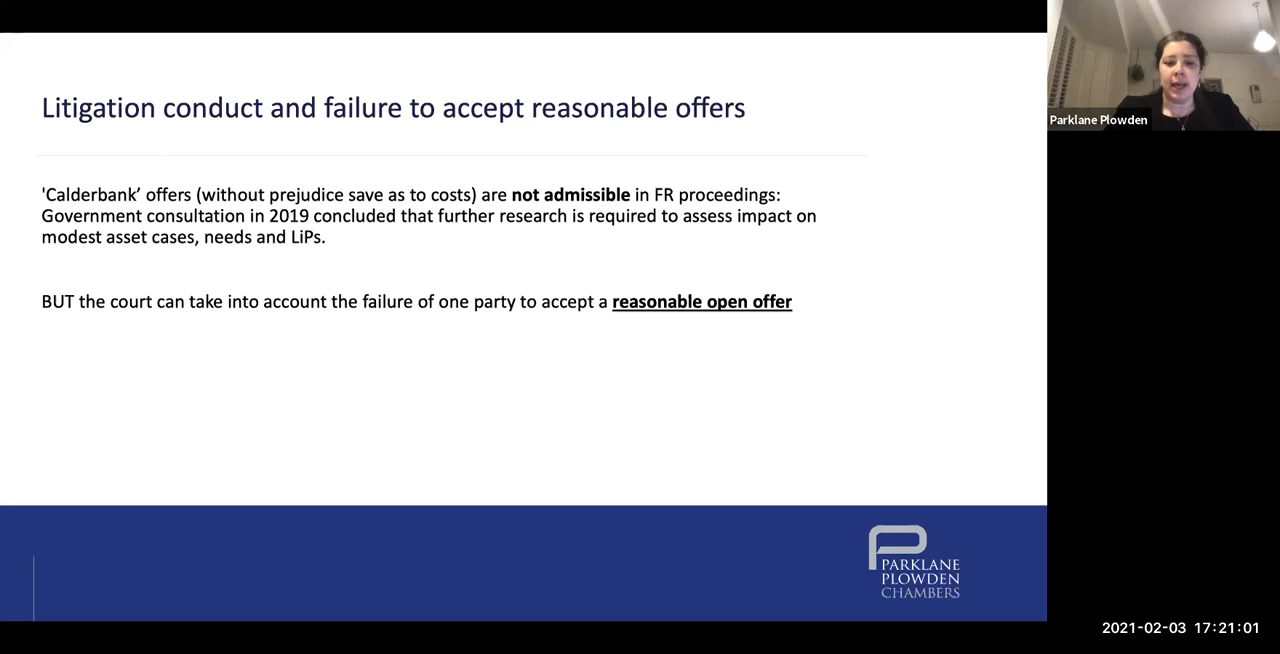 Litigation conduct and failure to accept reasonable offers
'Calderbank’ offers (without prejudice save as to costs) are not admissible in FR proceedings:
Government consultation in 2019 concluded that further research is required to assess impact on
modest asset cases, needs and LiPs.
BUT the court can take into account the failure of one party to accept a reasonable open offer
PARKLANE
PLOWDEN
CHAMBERS
Parklane Plowden
2021-02-03 17:21:01